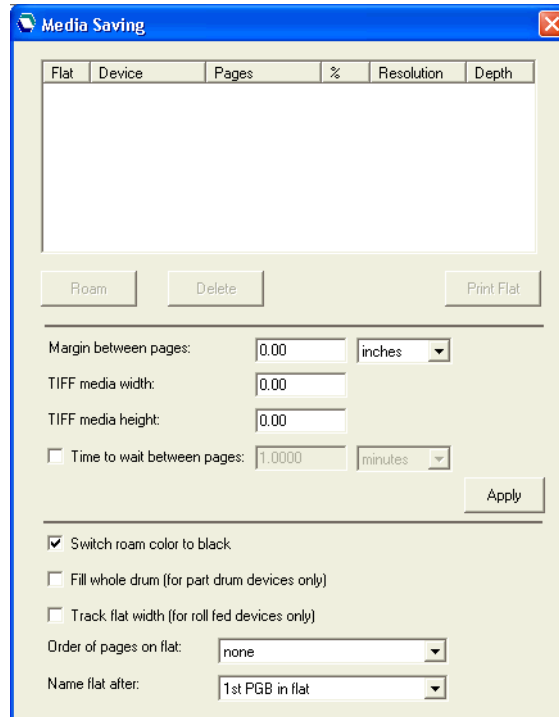 Media Saving
Flat Device Pages % Resolution Depth
Roam Delete Print Flat
Margin between pages: 0.00 inches
TIFF media width: 0.00
TIFF media height: 0.00
Time to wait between pages: 1.0000 minutes
Apply
Switch roam color to black
Fill whole drum (for part drum devices only)
Track flat width (for roll fed devices only)
Order of pages on flat: none
Name flat after: 1st PGB in flat